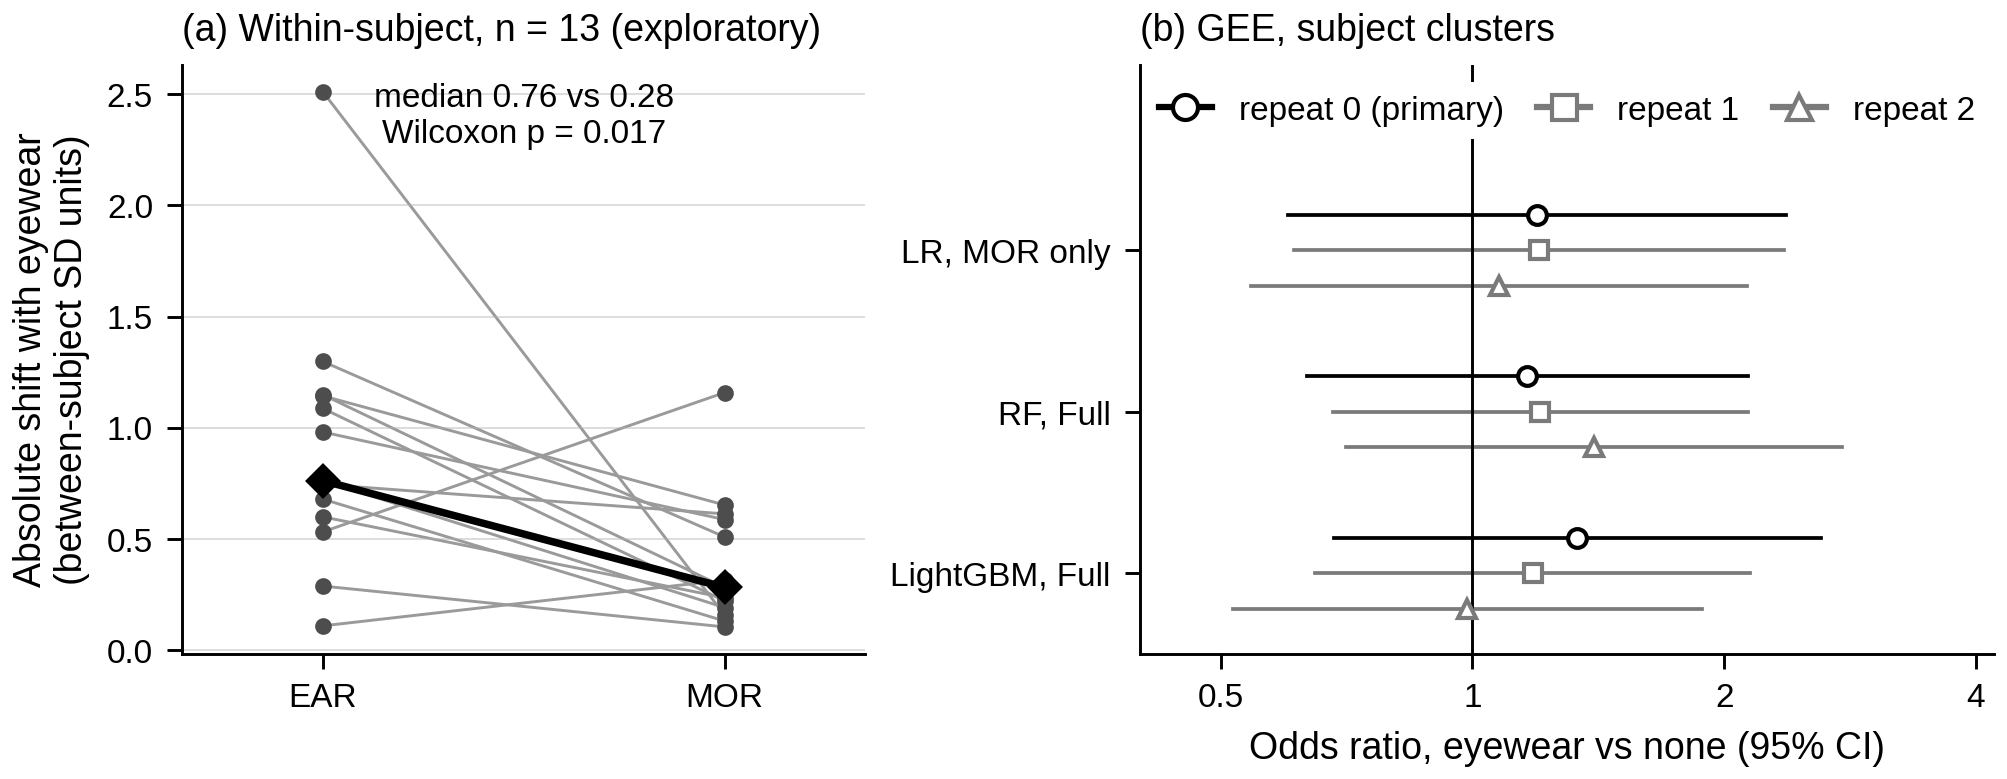 (a) Within-subject, n = 13 (exploratory)
median 0.76 vs 0.28
Wilcoxon p = 0.017
Absolute shift with eyewear
(between-subject SD units)
2.5
2.0
1.5
1.0
0.5
0.0
EAR
MOR
(b) GEE, subject clusters
repeat 0 (primary)
repeat 1
repeat 2
LR, MOR only
RF, Full
LightGBM, Full
0.5
1
2
4
Odds ratio, eyewear vs none (95% CI)